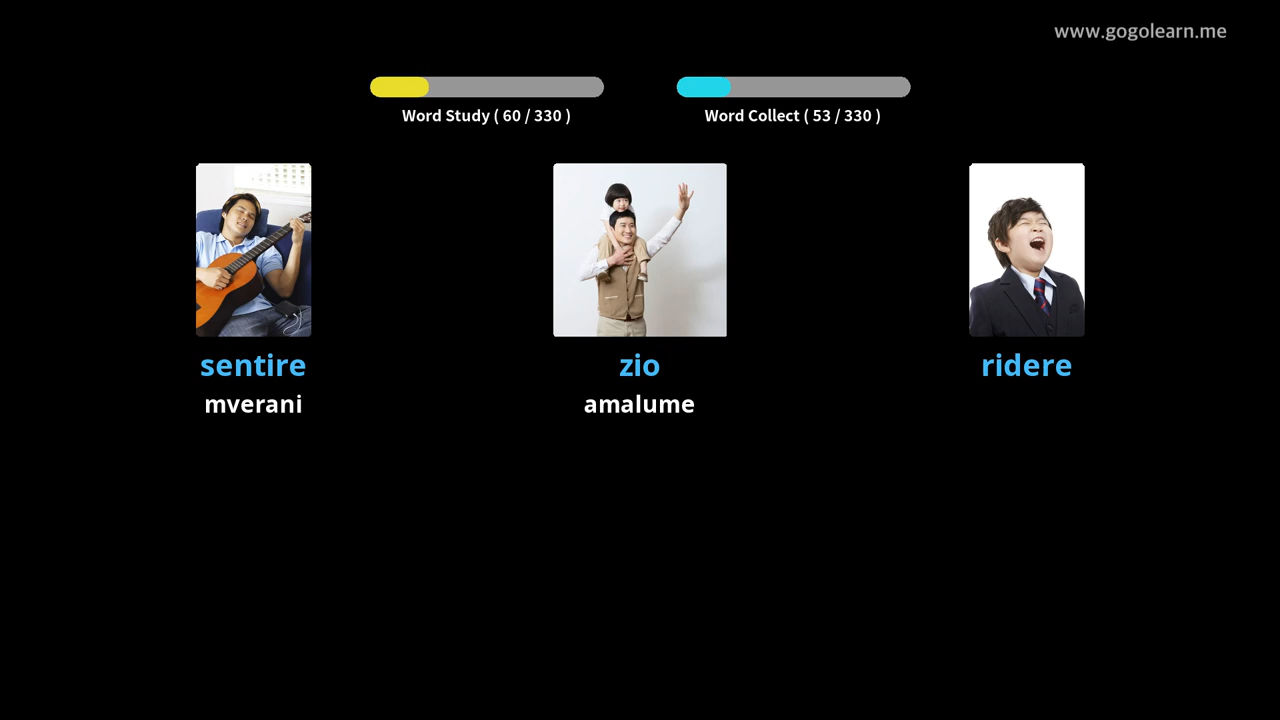 www.gogolearn.me
Word Study ( 60 / 330 )
Word Collect ( 53 / 330 )
sentire
mverani
zio
amalume
ridere